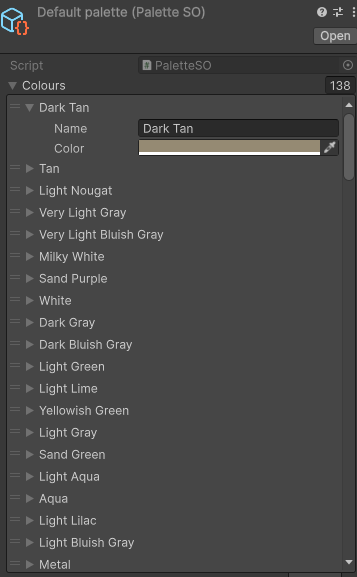 Default palette (Palette SO)
Open
Script
PaletteSO
Colours
138
Dark Tan
Name
Dark Tan
Color
Tan
Light Nougat
Very Light Gray
Very Light Bluish Gray
Milky White
Sand Purple
White
Dark Gray
Dark Bluish Gray
Light Green
Light Lime
Yellowish Green
Light Gray
Sand Green
Light Aqua
Aqua
Light Lilac
Light Bluish Gray
Metal